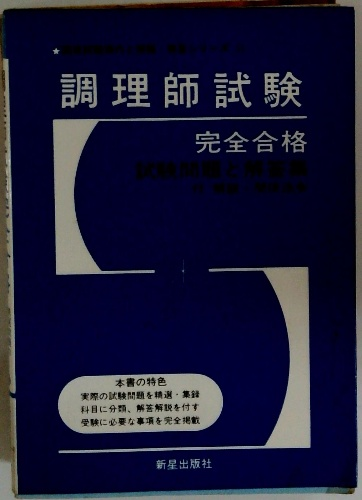 調理師試験
完全合格
試験問題と解答集
本書の特色
実際の試験問題を精選・集録
科目に分類、解答解説を付す
受験に必要な事項を完全掲載
新星出版社